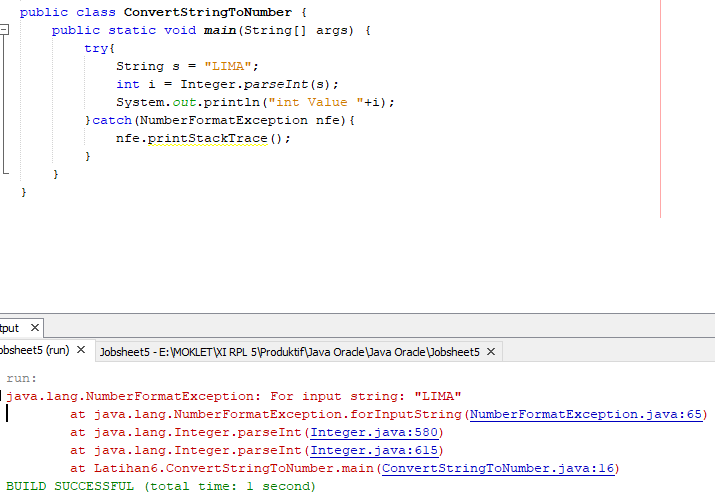 public class ConvertStringToNumber {
public static void main(String[] args) {
try{
String s = "LIMA";
int i = Integer.parseInt(s);
System.out.println("int Value "+i);
}catch(NumberFormatException nfe){
nfe.printStackTrace();
}
}
}
tput ×
obsheet5 (run) × Jobsheet5 - E:\MOKLET\XI RPL 5\Produktif\Java Oracle\Java Oracle\Jobsheet5 ×
run:
java.lang.NumberFormatException: For input string: "LIMA"
at java.lang.NumberFormatException.forInputString(NumberFormatException.java:65)
at java.lang.Integer.parseInt(Integer.java:580)
at java.lang.Integer.parseInt(Integer.java:615)
at Latihan6.ConvertStringToNumber.main(ConvertStringToNumber.java:16)
BUILD SUCCESSFUL (total time: 1 second)